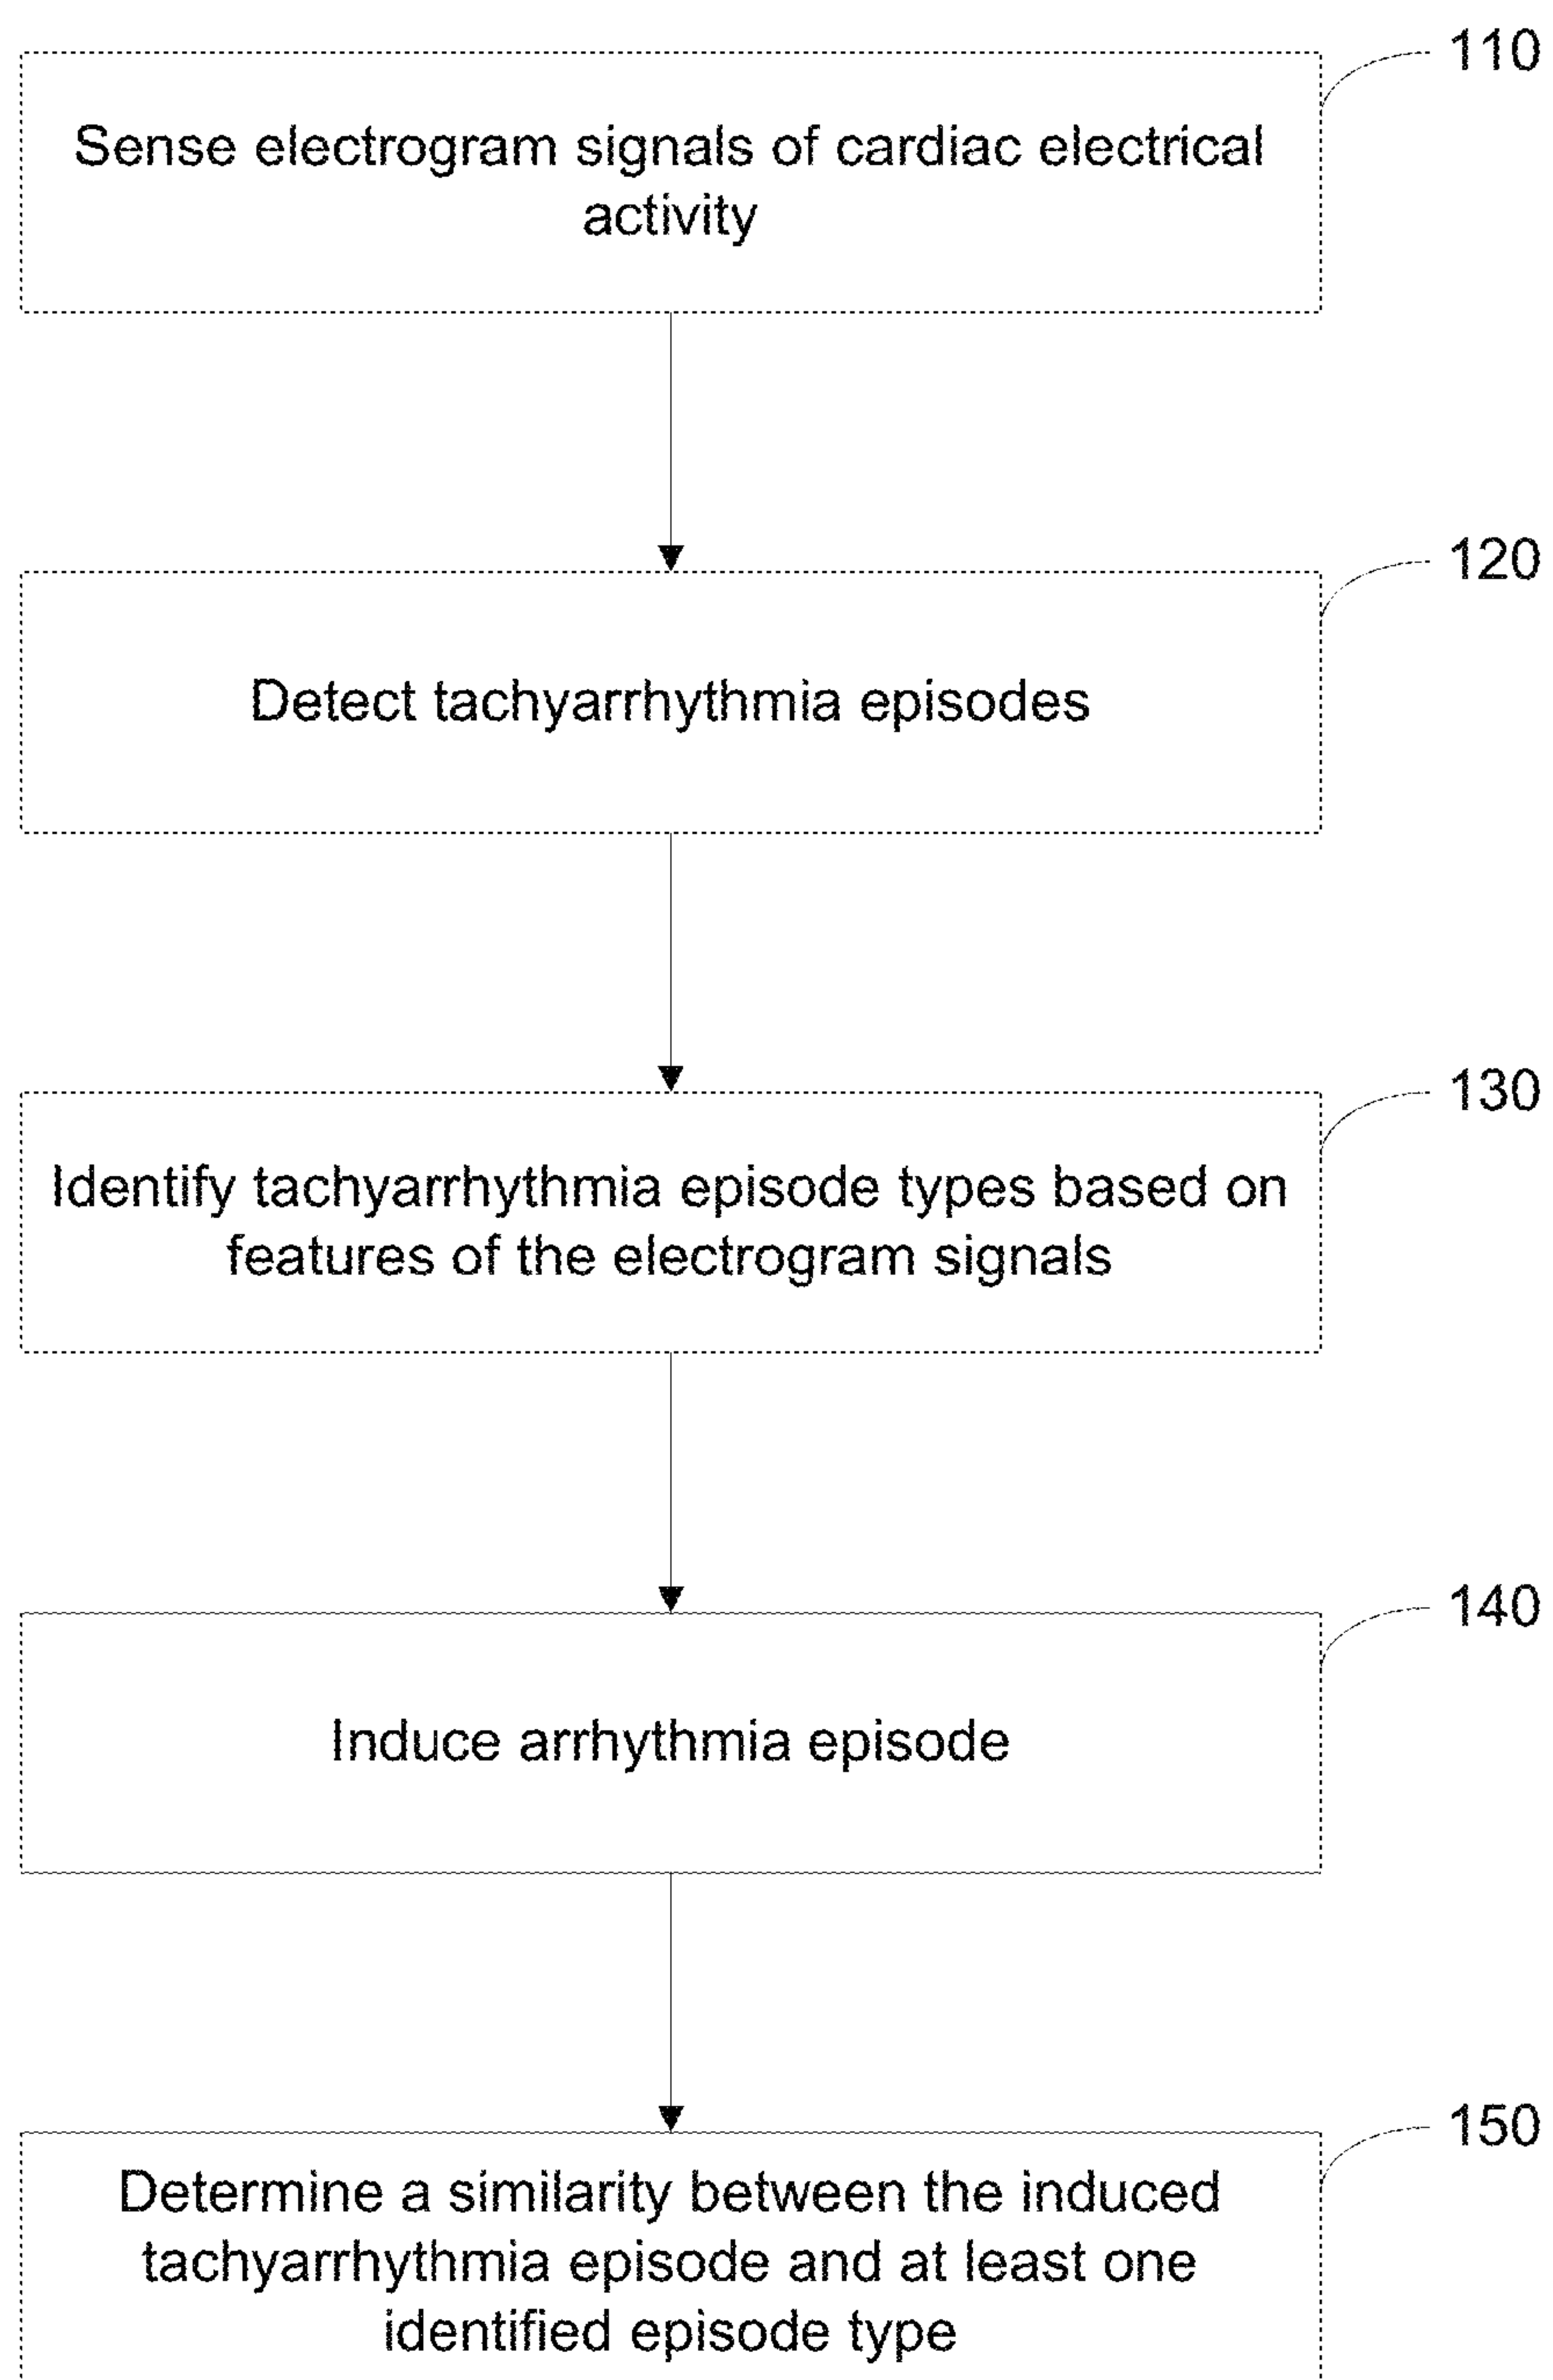 110
Sense electrogram signals of cardiac electrical
activity
120
Detect tachyarrhythmia episodes
130
Identify tachyarrhythmia episode types based on
features of the electrogram signals
140
Induce arrhythmia episode
150
Determine a similarity between the induced
tachyarrhythmia episode and at least one
identified episode type